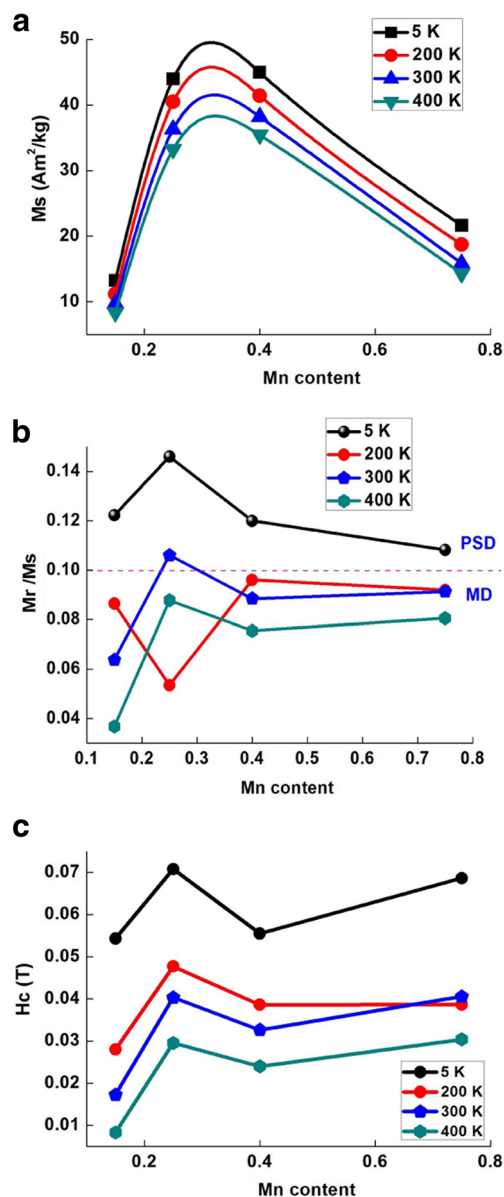 a
50
40
30
20
10
Ms (Am²/kg)
5 K
200 K
300 K
400 K
0.2
0.4
0.6
0.8
Mn content
b
0.14
0.12
0.10
0.08
0.06
0.04
Mr /Ms
5 K
200 K
300 K
400 K
PSD
MD
0.1
0.2
0.3
0.4
0.5
0.6
0.7
0.8
Mn content
c
0.07
0.06
0.05
0.04
0.03
0.02
0.01
Hc (T)
5 K
200 K
300 K
400 K
0.2
0.4
0.6
0.8
Mn content